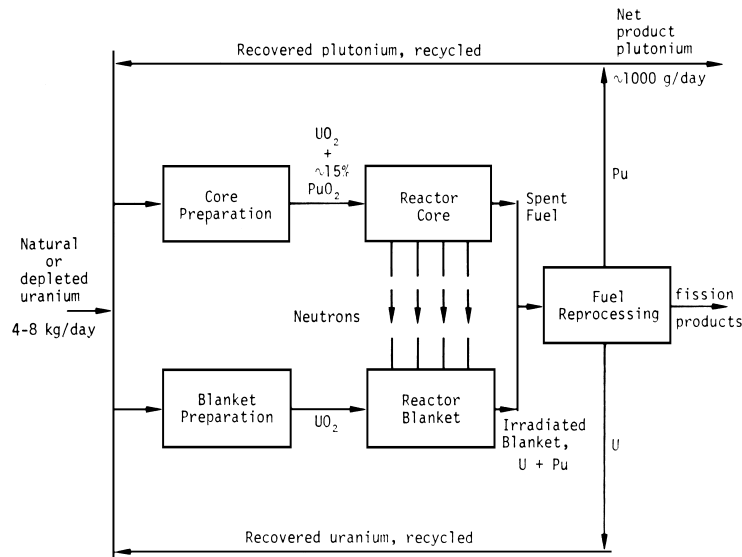 Net
product
plutonium
Recovered plutonium, recycled
~1000 g/day
UO2
+
~15%
PuO2
Pu
Core
Preparation
Reactor
Core
Spent
Fuel
Natural
or
depleted
uranium
4-8 kg/day
Neutrons
Fuel
Reprocessing
fission
products
Blanket
Preparation
UO2
Reactor
Blanket
Irradiated
Blanket,
U + Pu
U
Recovered uranium, recycled